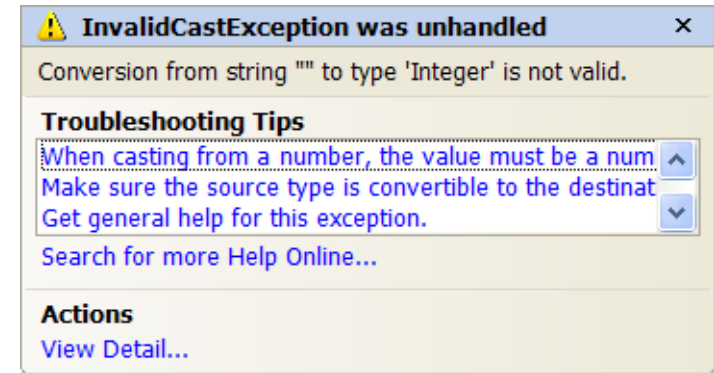 InvalidCastException was unhandled
Conversion from string "" to type 'Integer' is not valid.
Troubleshooting Tips
When casting from a number, the value must be a num
Make sure the source type is convertible to the destinat
Get general help for this exception.
Search for more Help Online...
Actions
View Detail...